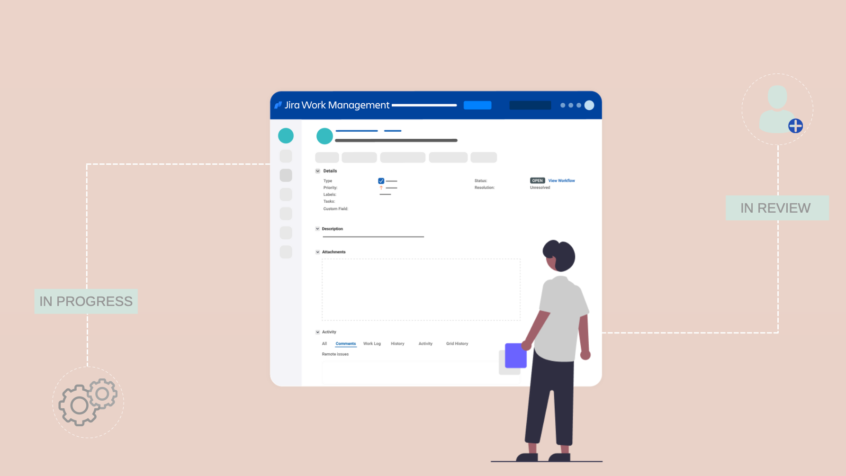 Jira Work Management
Details
Type
Priority
Labels
Tasks
Custom Field
Status
OPEN View Workflow
Resolution
Unresolved
Description
Attachments
Activity
All Comments Work Log History Activity Grid History
Remote Issues
IN PROGRESS
IN REVIEW